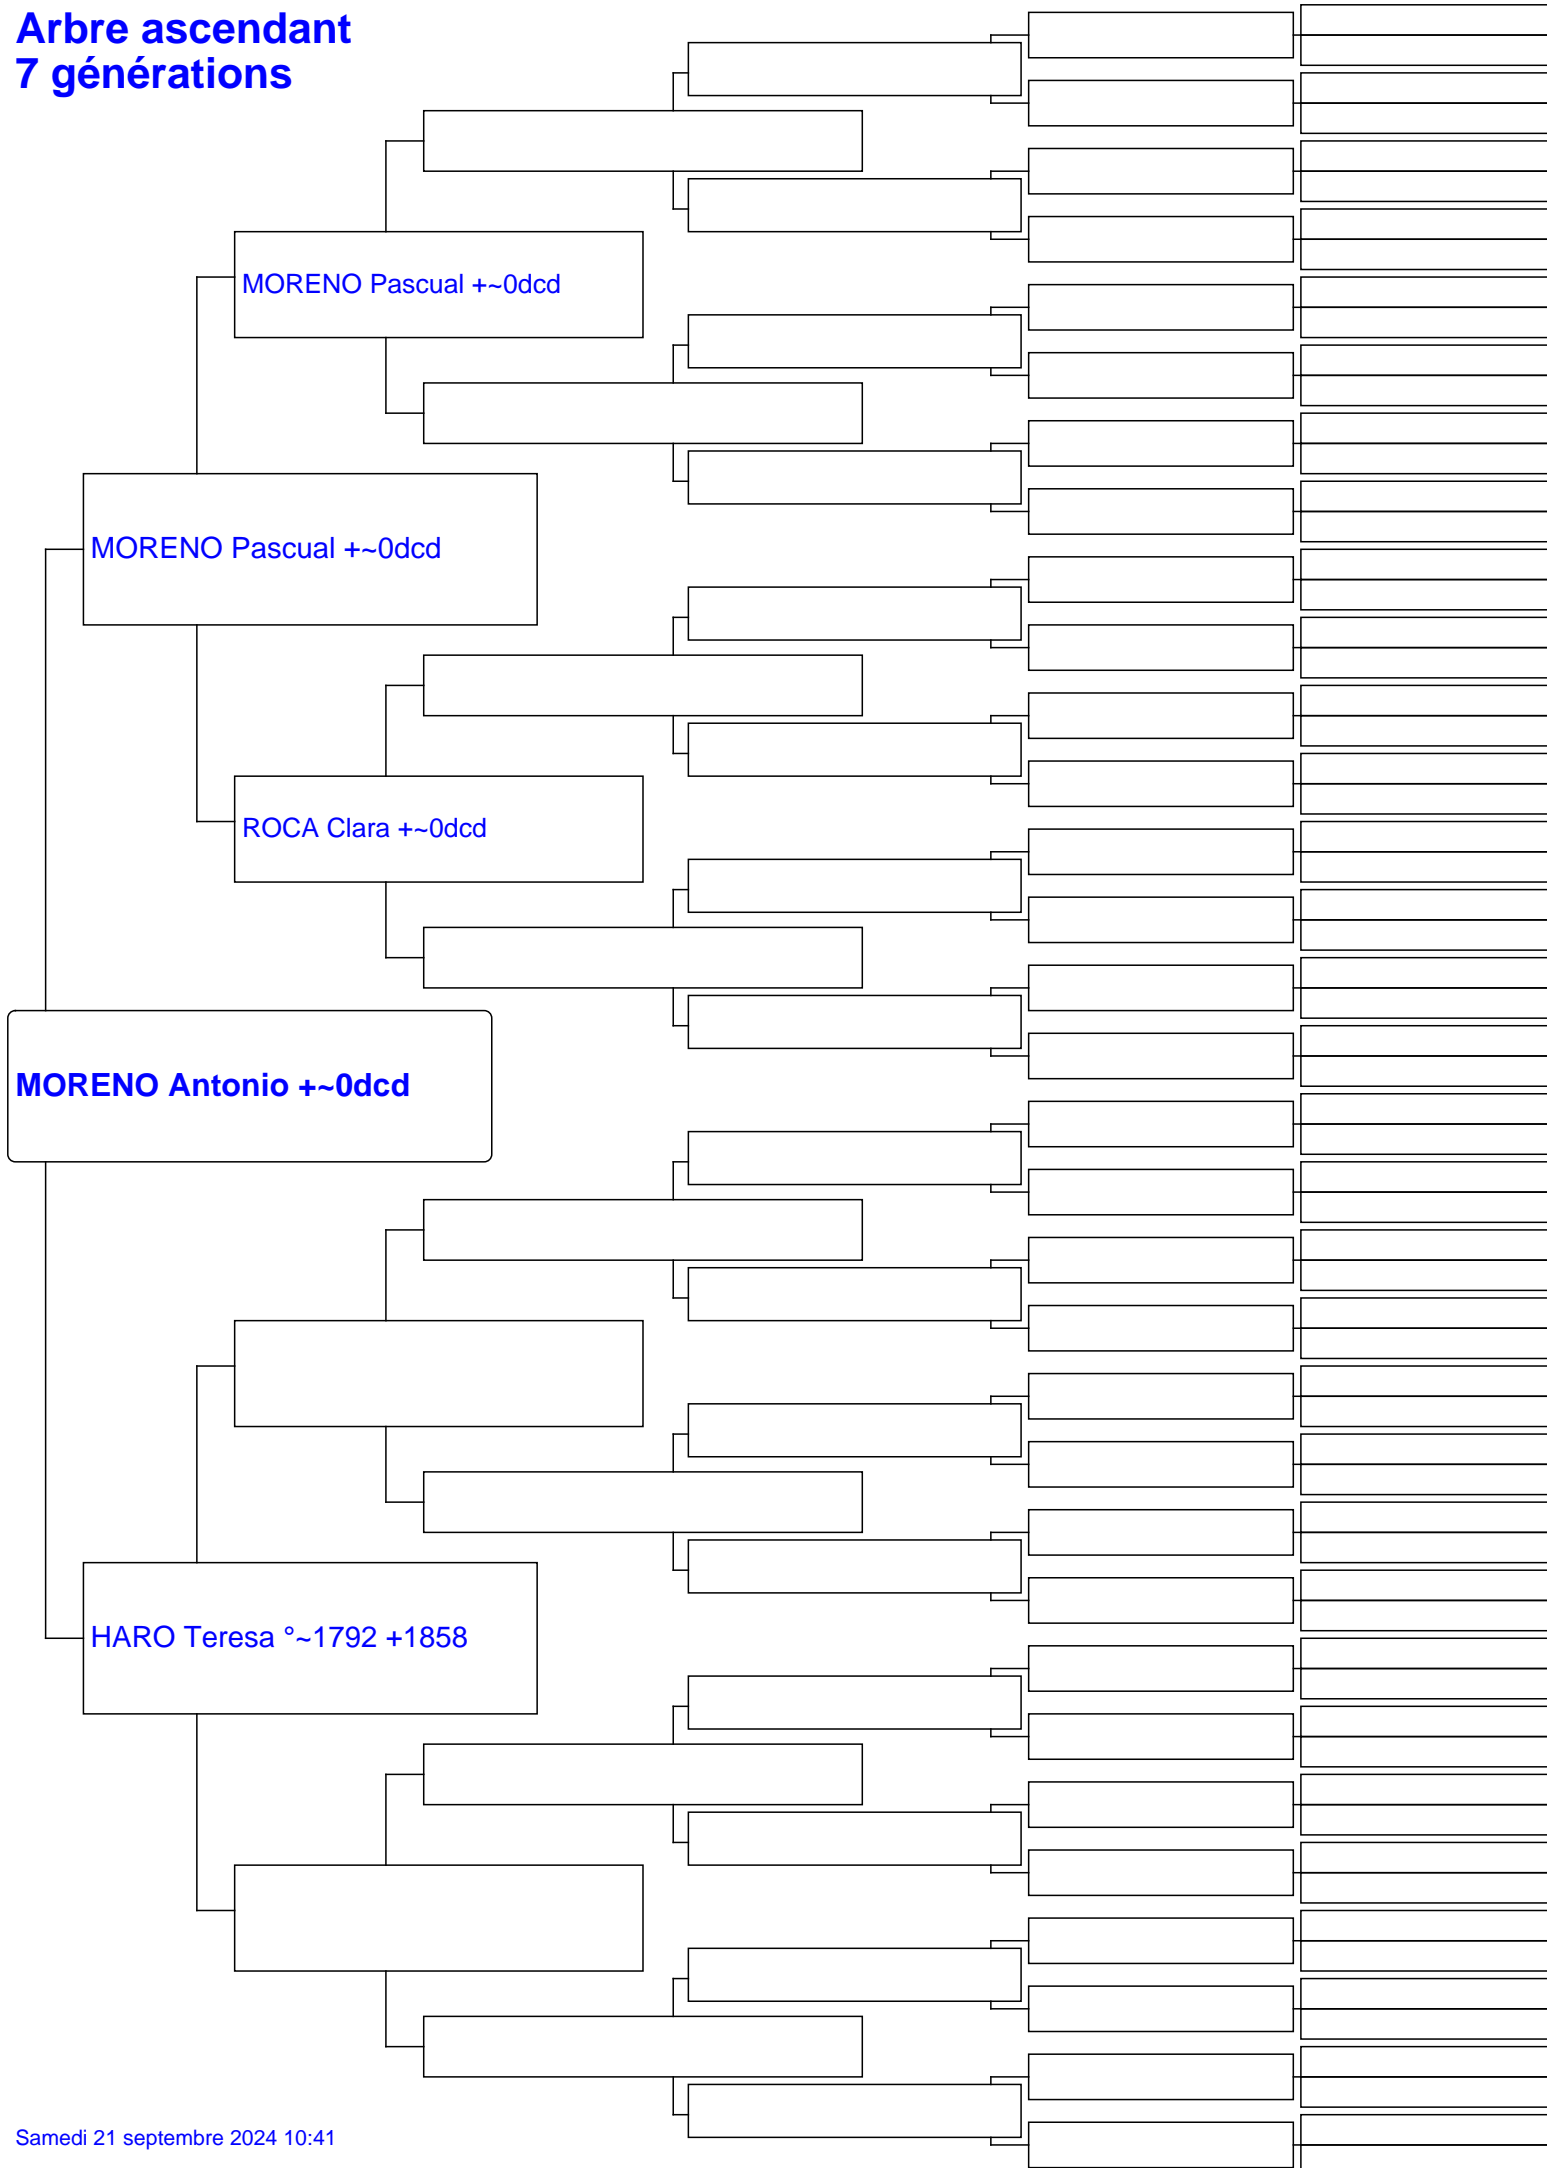 Arbre ascendant
7 générations
MORENO Pascual +~0dcd
MORENO Pascual +~0dcd
ROCA Clara +~0dcd
MORENO Antonio +~0dcd
HARO Teresa °~1792 +1858
Samedi 21 septembre 2024 10:41